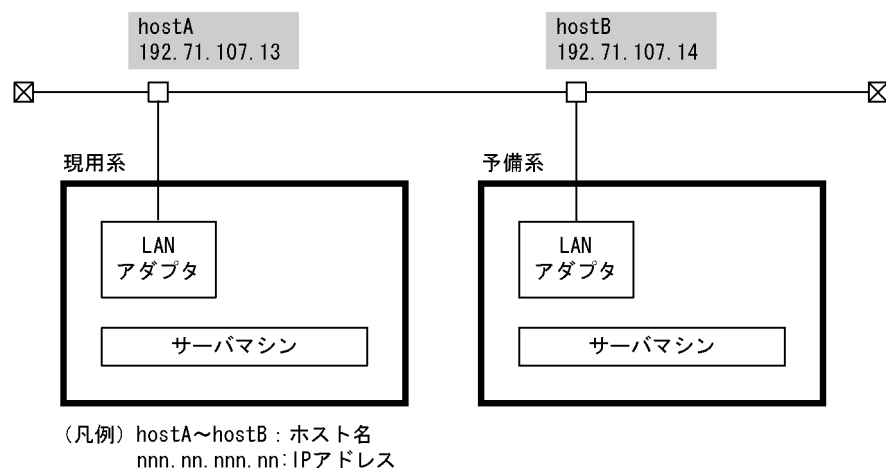 hostA
192.71.107.13
hostB
192.71.107.14
現用系
予備系
LAN
アダプタ
LAN
アダプタ
サーバマシン
サーバマシン
（凡例）hostA～hostB：ホスト名
nnn.nn.nnn.nn:IPアドレス